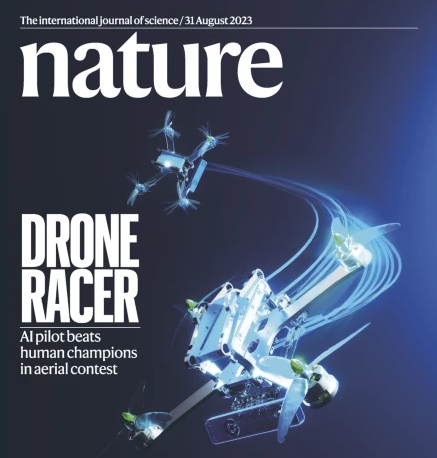 The international journal of science / 31 August 2023
nature
DRONE
RACER
AI pilot beats
human champions
in aerial contest